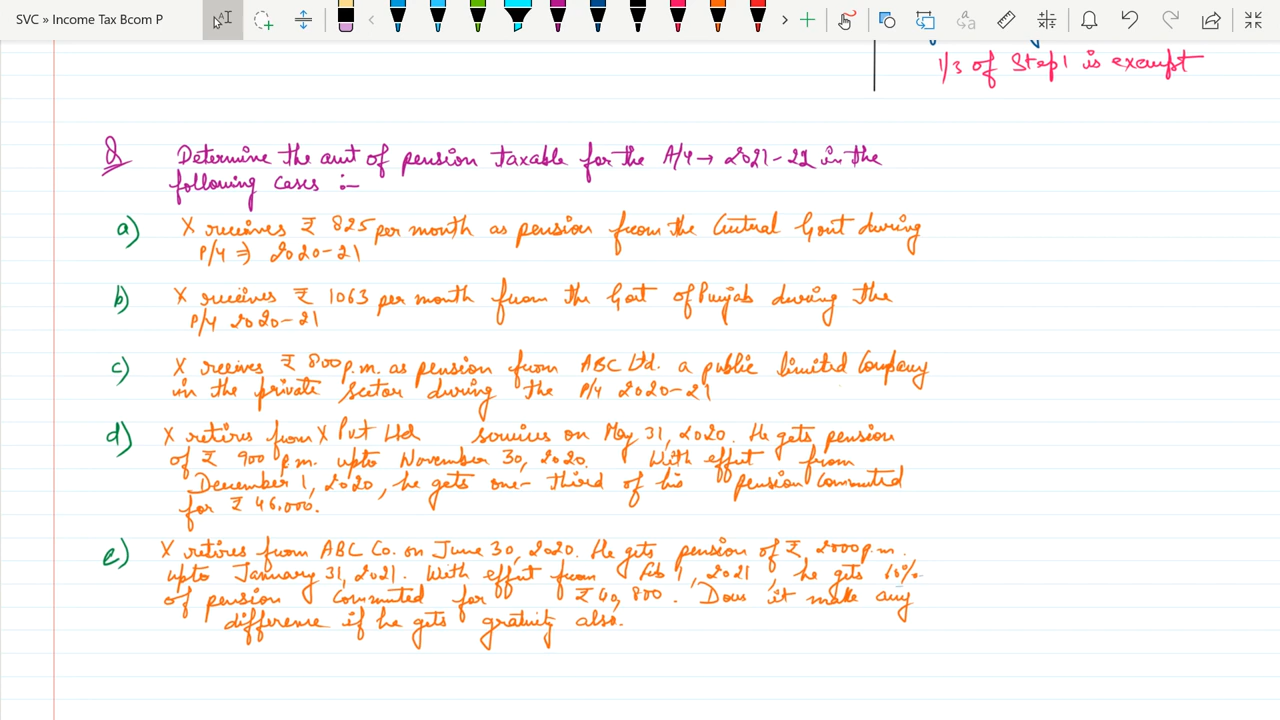 SVC » Income Tax Bcom P
1/3 of Step 1 is exempt
Q Determine the amt of pension taxable for the A/Y → 2021-22 in the
following cases :-
a) X receives ₹ 825 per month as pension from the Central Govt during
P/Y ⇒ 2020-21
b) X receives ₹ 1063 per month from the Govt of Punjab during the
P/Y 2020-21
c) X receives ₹ 800 p.m. as pension from ABC Ltd. a public limited Company
in the private sector during the P/Y 2020-21
d) X retires from X Pvt Ltd services on May 31, 2020. He gets pension
of ₹ 900 p.m. upto November 30, 2020. With effect from
December 1, 2020, he gets one-third of his pension commuted
for ₹ 46,000.
e) X retires from ABC Co. on June 30, 2020. He gets pension of ₹ 2000 p.m.
upto January 31, 2021. With effect from Feb 1, 2021, he gets 60%
of pension commuted for ₹ 40,800. Does it make any
difference if he gets gratuity also.